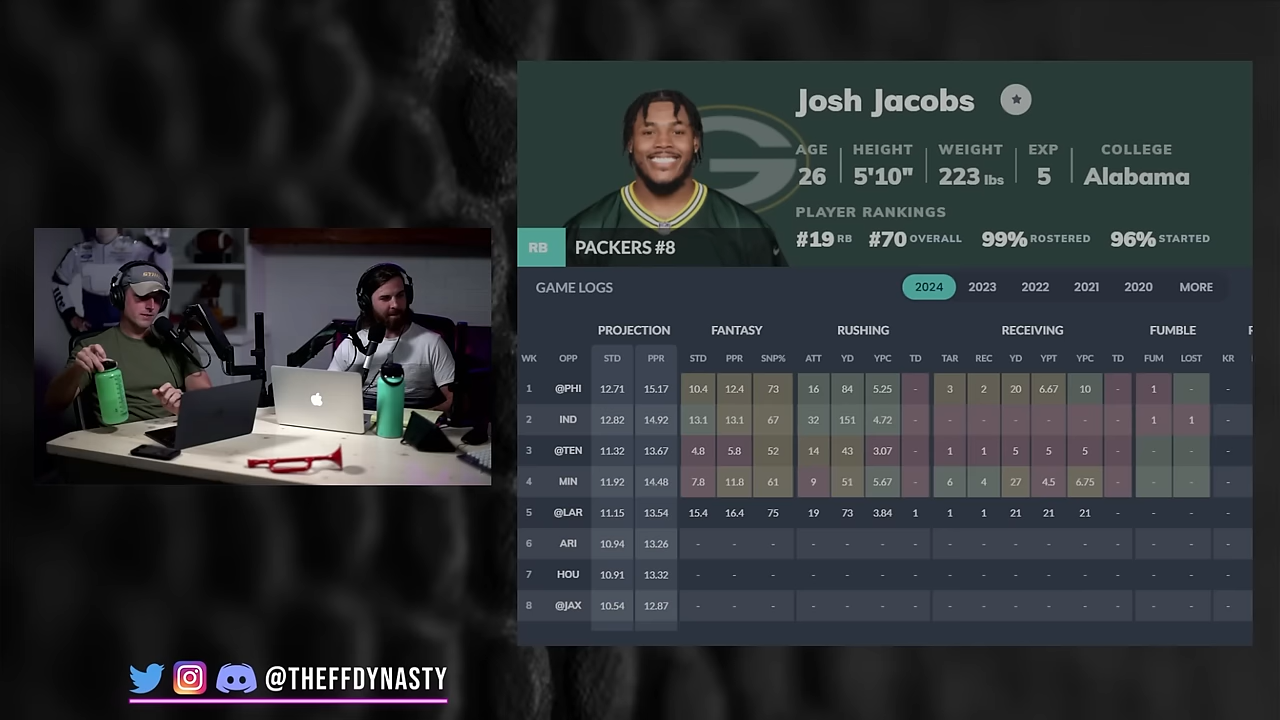 Josh Jacobs
AGE HEIGHT WEIGHT EXP COLLEGE
26 5'10" 223 lbs 5 Alabama
PLAYER RANKINGS
#19 RB #70 OVERALL 99% ROSTERED 96% STARTED
RB PACKERS #8
GAME LOGS 2024 2023 2022 2021 2020 MORE
PROJECTION FANTASY RUSHING RECEIVING FUMBLE
WK OPP STD PPR STD PPR SNP% ATT YD YPC TD TAR REC YD YPT YPC TD FUM LOST KR
1 @PHI 12.71 15.17 10.4 12.4 73 16 84 5.25 - 3 2 20 6.67 10 - 1 - -
2 IND 12.82 14.92 13.1 13.1 67 32 151 4.72 - - - - - - - 1 1 -
3 @TEN 11.32 13.67 4.8 5.8 52 14 43 3.07 - 1 1 5 5 5 - - - -
4 MIN 11.92 14.48 7.8 11.8 61 9 51 5.67 - 6 4 27 4.5 6.75 - - - -
5 @LAR 11.15 13.54 15.4 16.4 75 19 73 3.84 1 1 1 21 21 21 - - - -
6 ARI 10.94 13.26 - - - - - - - - - - - - - - - -
7 HOU 10.91 13.32 - - - - - - - - - - - - - - - -
8 @JAX 10.54 12.87 - - - - - - - - - - - - - - - -
@THEFFDYNASTY